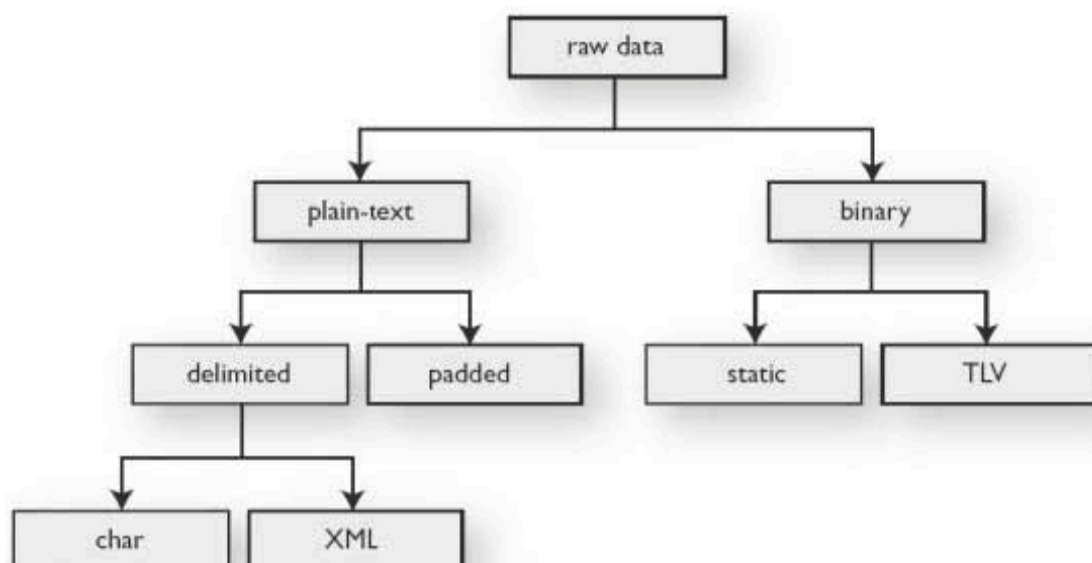 raw data
plain-text
binary
delimited
padded
static
TLV
char
XML